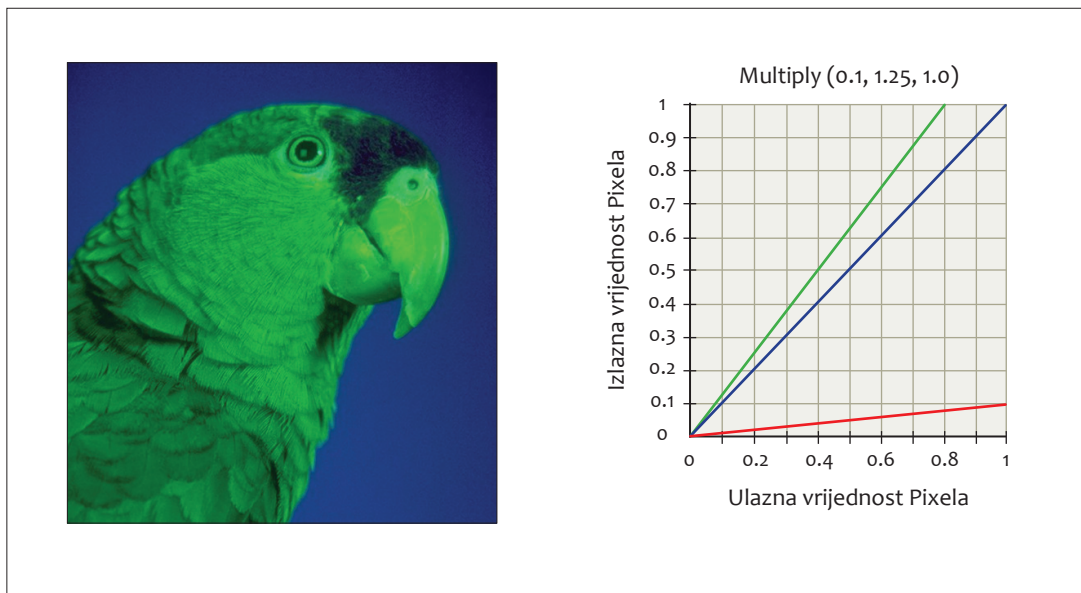 Multiply (0.1, 1.25, 1.0)
1
0.9
0.8
0.7
0.6
0.5
0.4
0.3
0.2
0.1
0
Izlazna vrijednost Pixela
0 0.2 0.4 0.6 0.8 1
Ulazna vrijednost Pixela